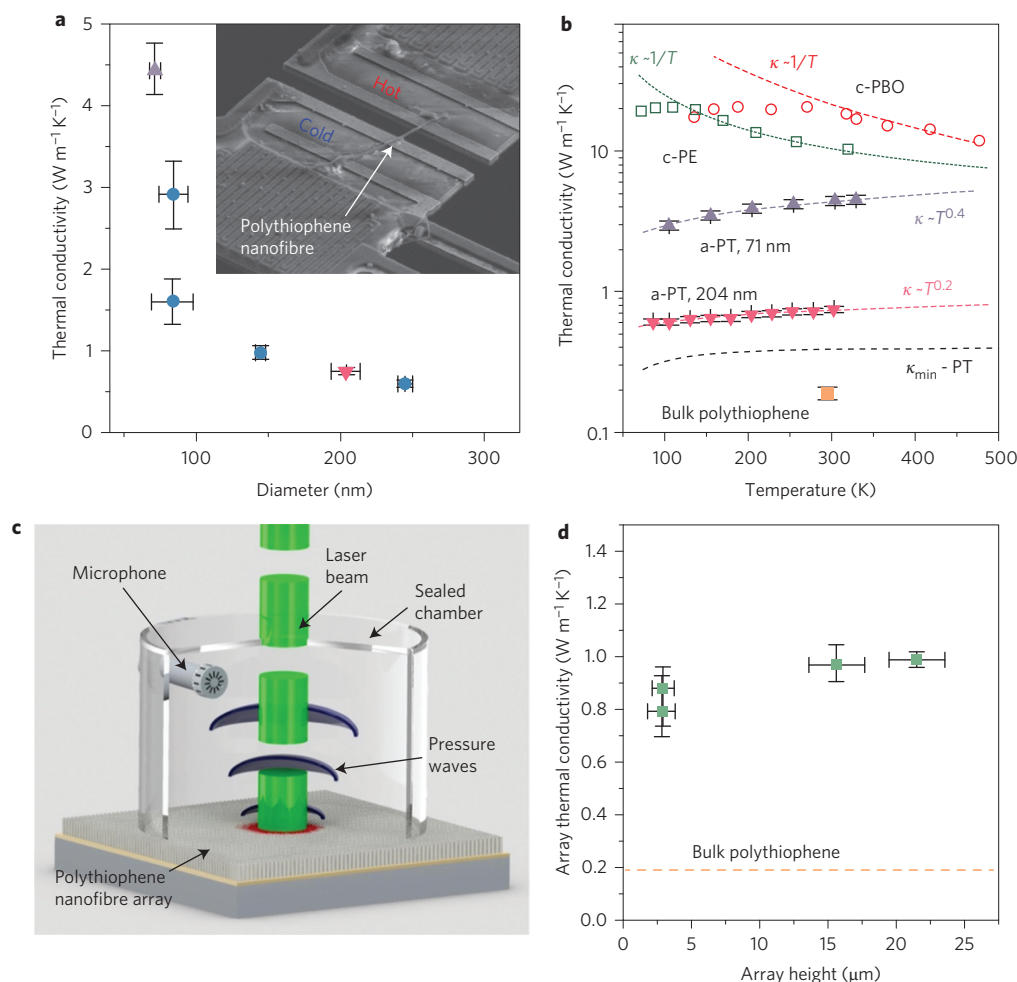 a
5
4
3
2
1
0
100
200
300
Thermal conductivity (W m⁻¹ K⁻¹)
Diameter (nm)
Hot
Cold
Polythiophene
nanofibre
b
10
1
0.1
100
200
300
400
500
Thermal conductivity (W m⁻¹ K⁻¹)
Temperature (K)
κ ~1/T
κ ~1/T
c-PBO
c-PE
κ ~T⁰·⁴
a-PT, 71 nm
a-PT, 204 nm
κ ~T⁰·²
κmin - PT
Bulk polythiophene
c
Microphone
Laser
beam
Sealed
chamber
Pressure
waves
Polythiophene
nanofibre array
d
1.4
1.2
1.0
0.8
0.6
0.4
0.2
0.0
0
5
10
15
20
25
Array thermal conductivity (W m⁻¹ K⁻¹)
Array height (μm)
Bulk polythiophene